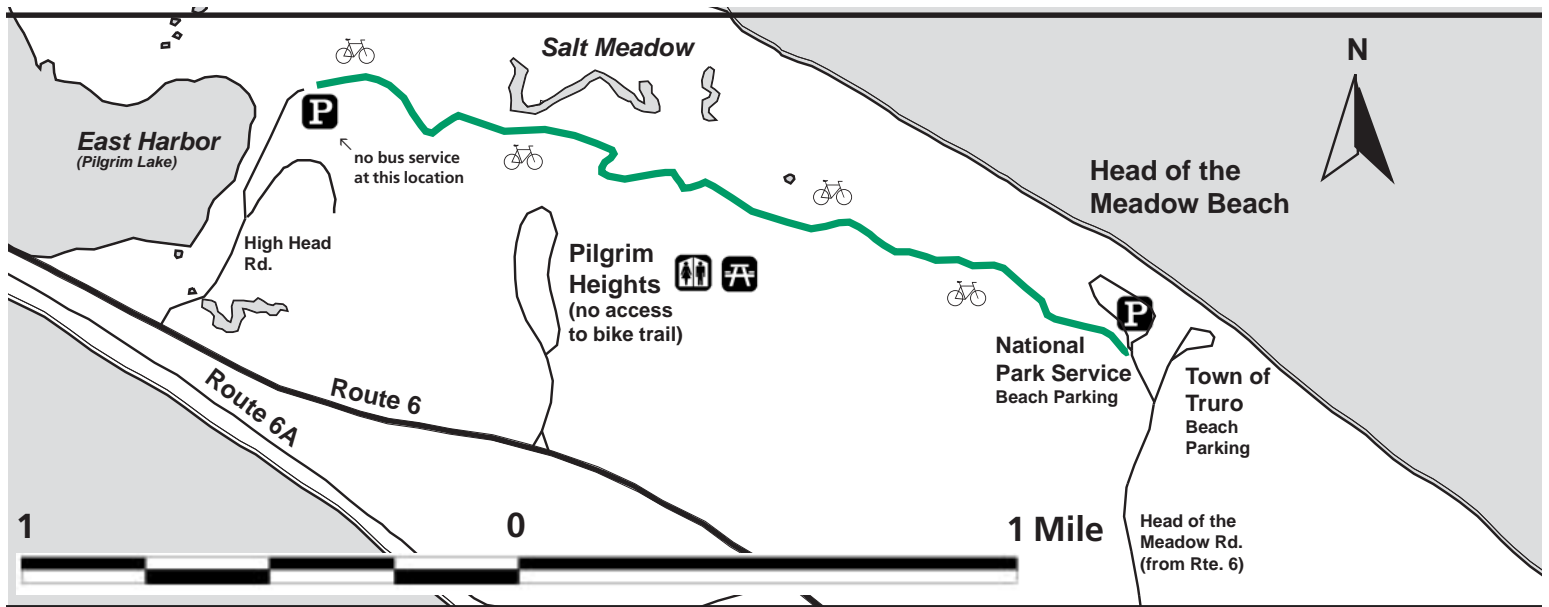 Salt Meadow
N
P
East Harbor
(Pilgrim Lake)
no bus service
at this location
Head of the
Meadow Beach
High Head
Rd.
Pilgrim
Heights
(no access
to bike trail)
P
National
Park Service
Beach Parking
Town of
Truro
Beach
Parking
Route 6
Route 6A
1 0 1 Mile
Head of the
Meadow Rd.
(from Rte. 6)